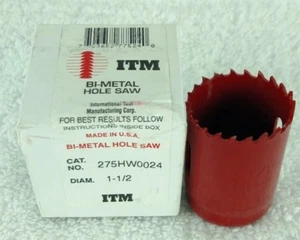 ITM
BI-METAL
HOLE SAW
International Tool
Manufacturing Corp.
FOR BEST RESULTS FOLLOW
INSTRUCTIONS INSIDE BOX
MADE IN U.S.A.
BI-METAL HOLE SAW
CAT.
NO. 275HW0024
DIAM. 1-1/2
ITM